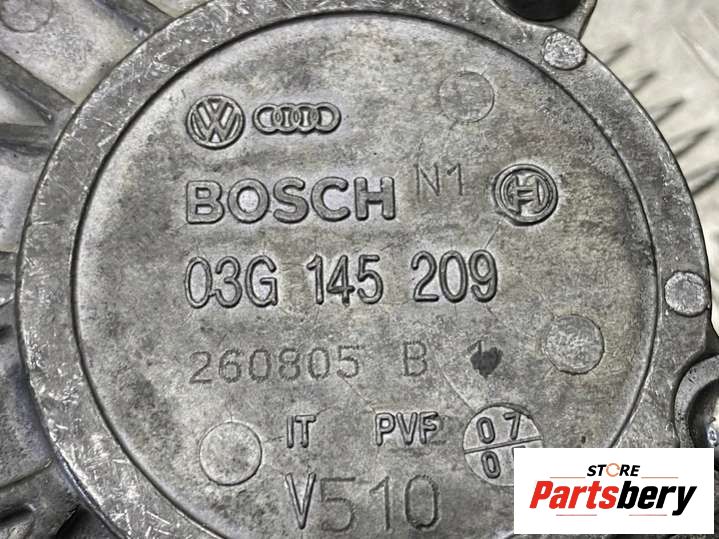 BOSCH N1
03G 145 209
260805 B
IT PVF 07
V510
STORE
Partsbery